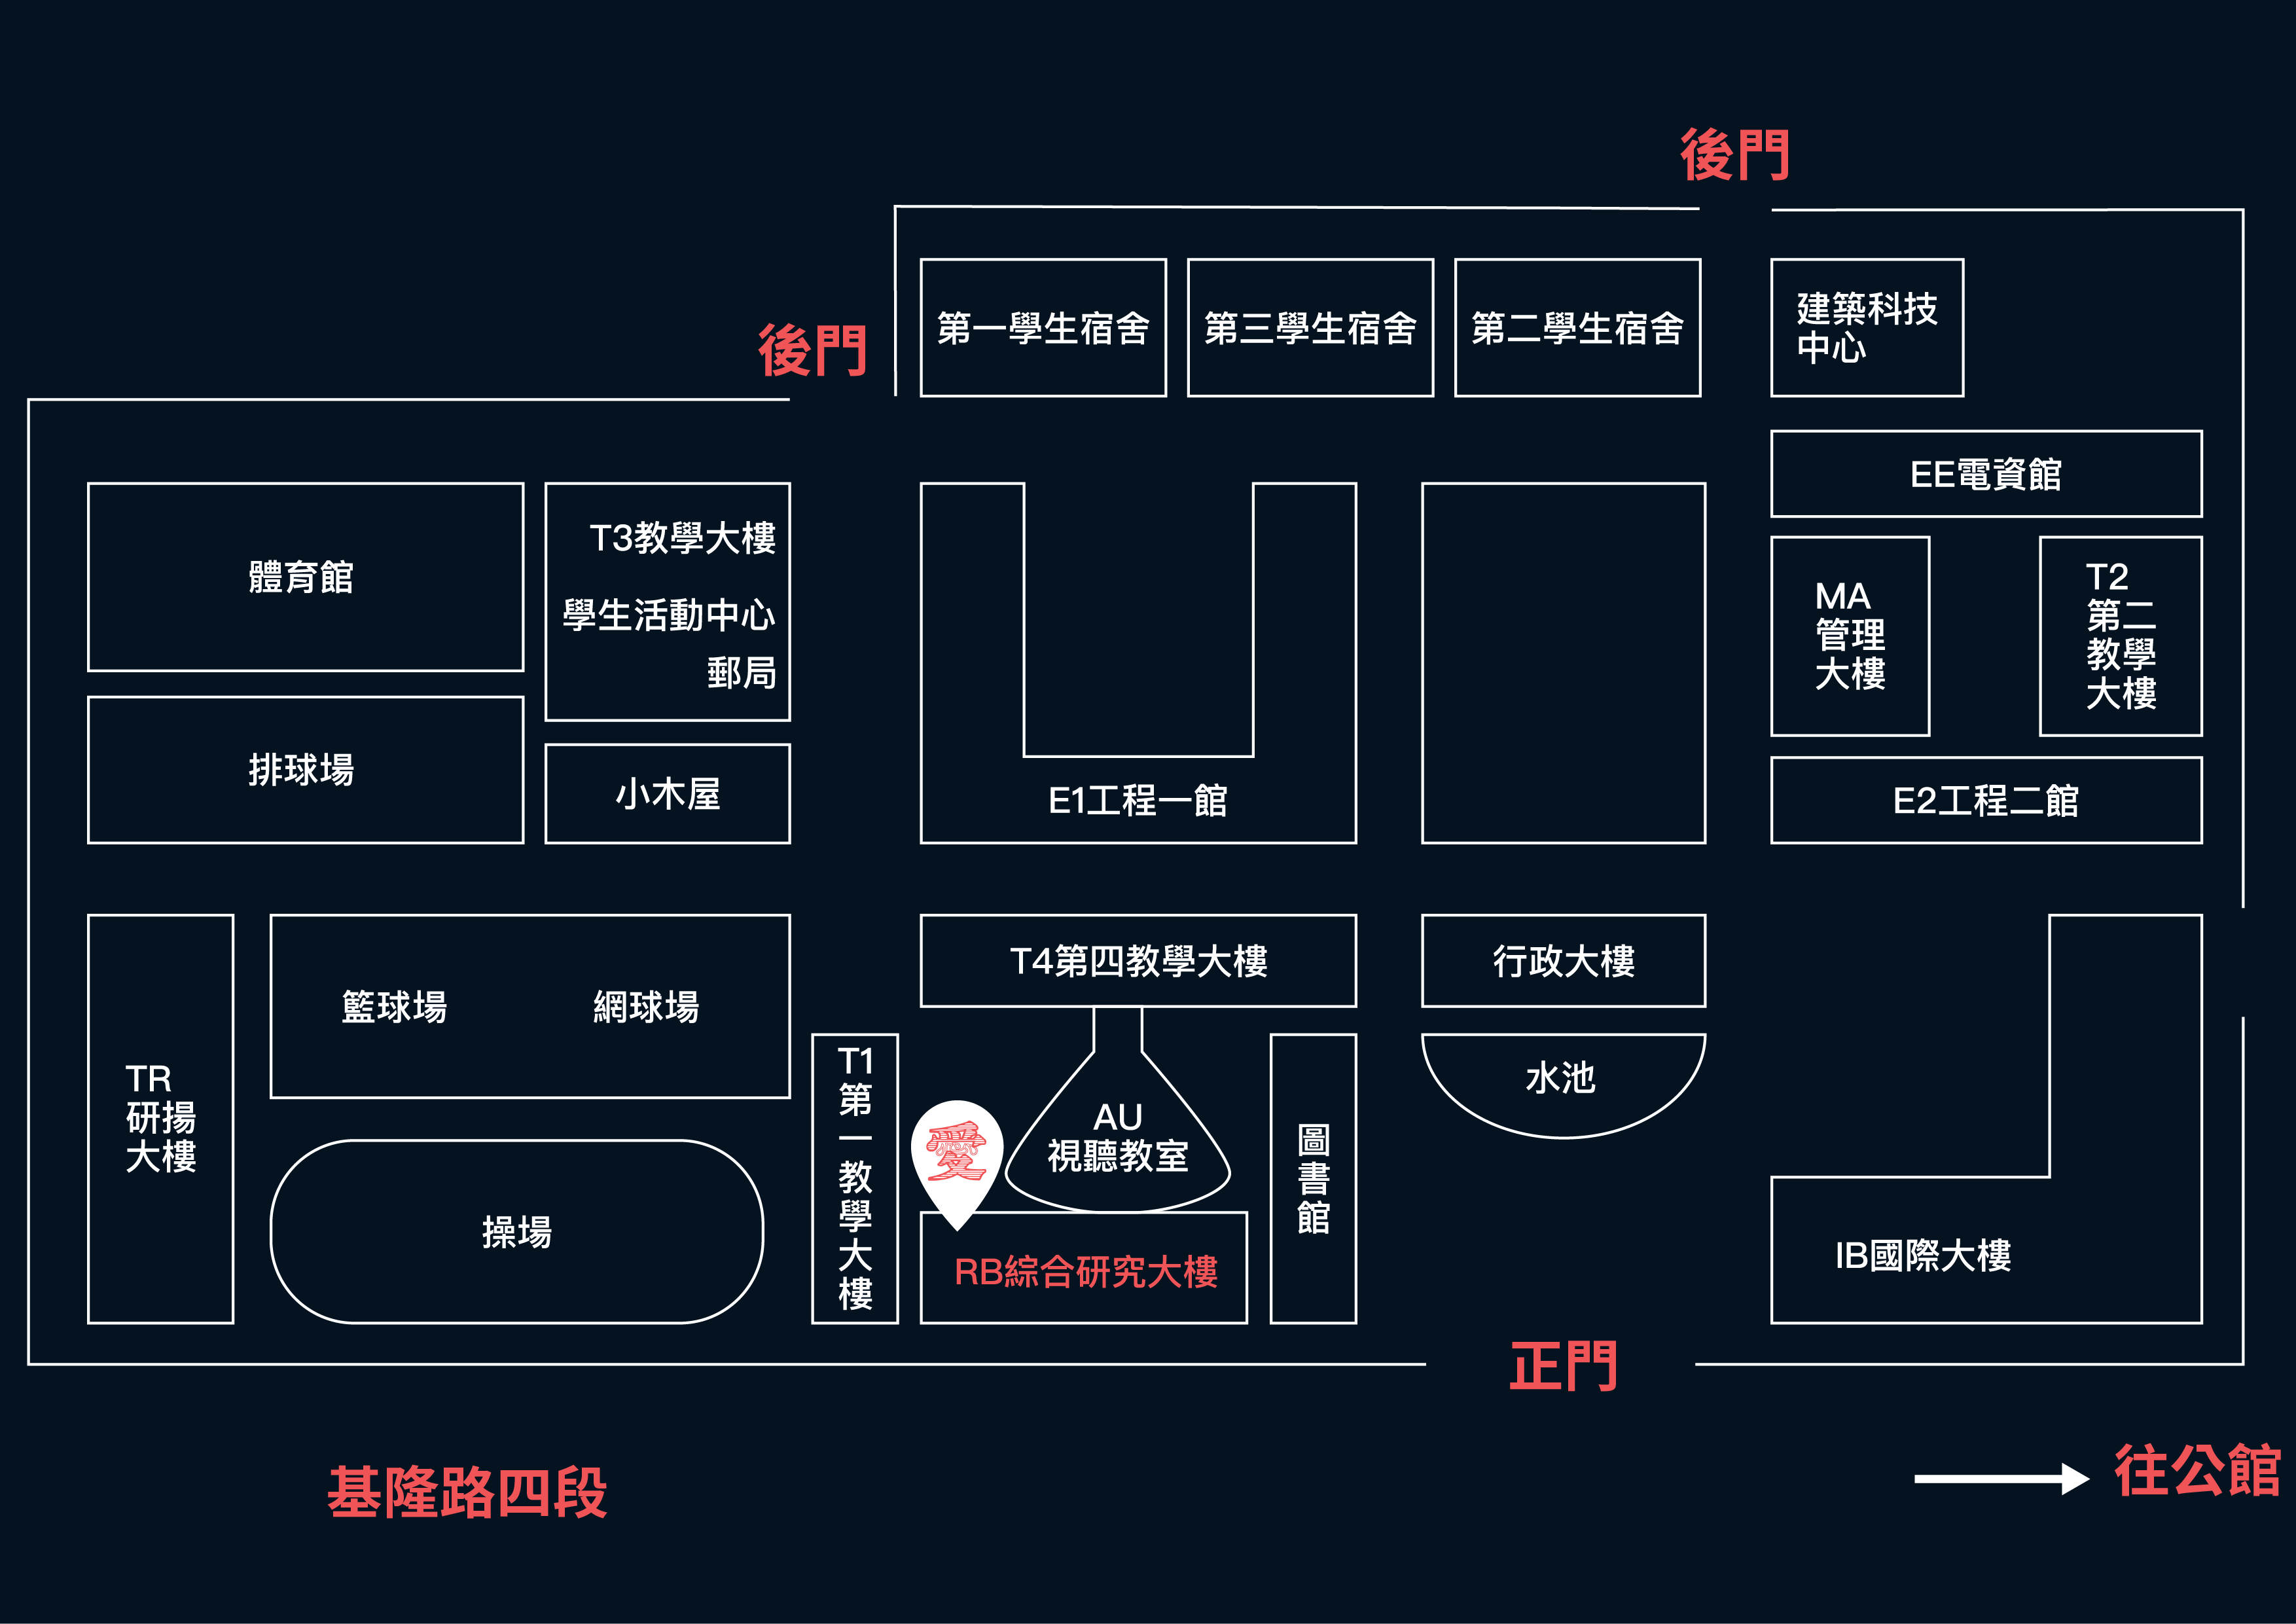 後門
後門
第一學生宿舍
第三學生宿舍
第二學生宿舍
建築科技
中心
EE電資館
體育館
T3教學大樓
學生活動中心
郵局
MA
管理
大樓
T2
第二
教學
大樓
排球場
小木屋
E1工程一館
E2工程二館
TR
研揚
大樓
籃球場
網球場
T4第四教學大樓
行政大樓
T1
第
一
教
學
大
樓
愛
AU
視聽教室
圖
書
館
水池
操場
RB綜合研究大樓
IB國際大樓
正門
基隆路四段
往公館